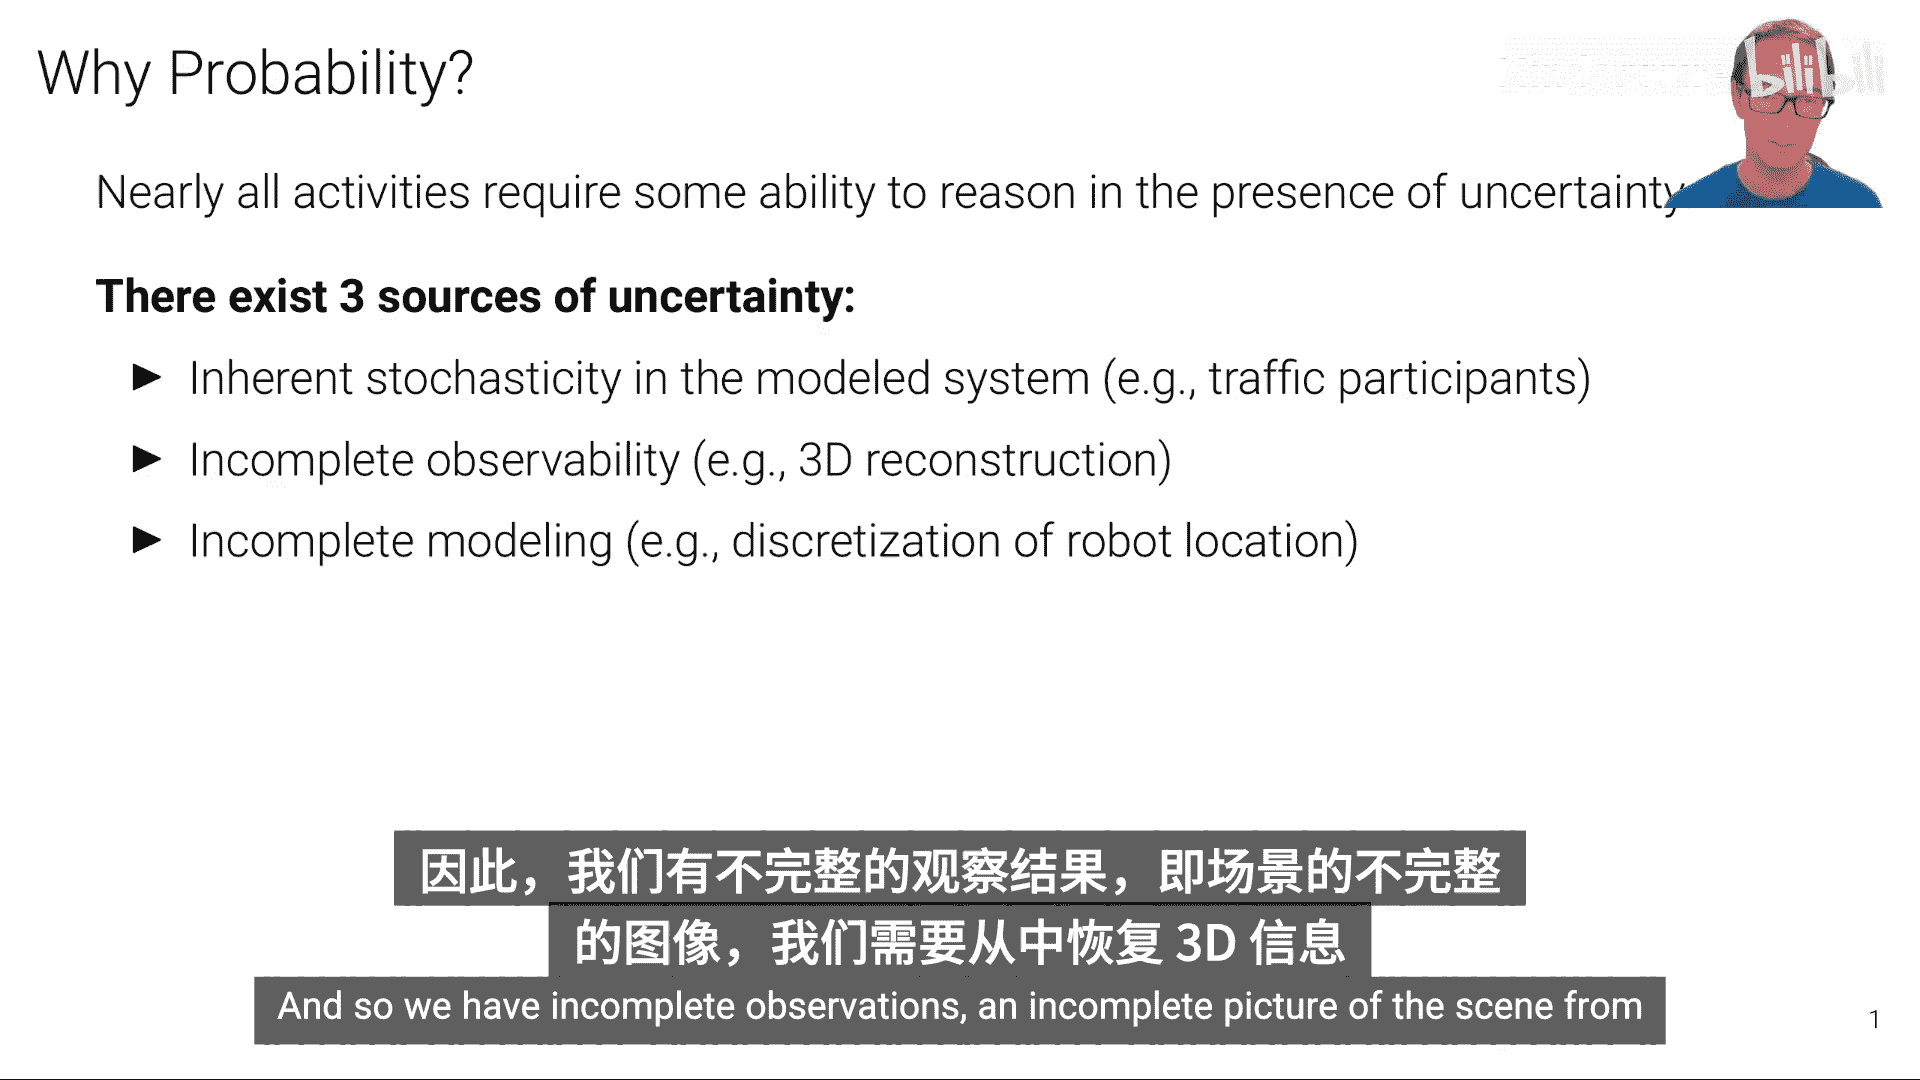 Why Probability?
bilibili
Nearly all activities require some ability to reason in the presence of uncertainty
There exist 3 sources of uncertainty:
► Inherent stochasticity in the modeled system (e.g., traffic participants)
► Incomplete observability (e.g., 3D reconstruction)
► Incomplete modeling (e.g., discretization of robot location)
因此，我们有不完整的观察结果，即场景的不完整
的图像，我们需要从中恢复 3D 信息
And so we have incomplete observations, an incomplete picture of the scene from
1